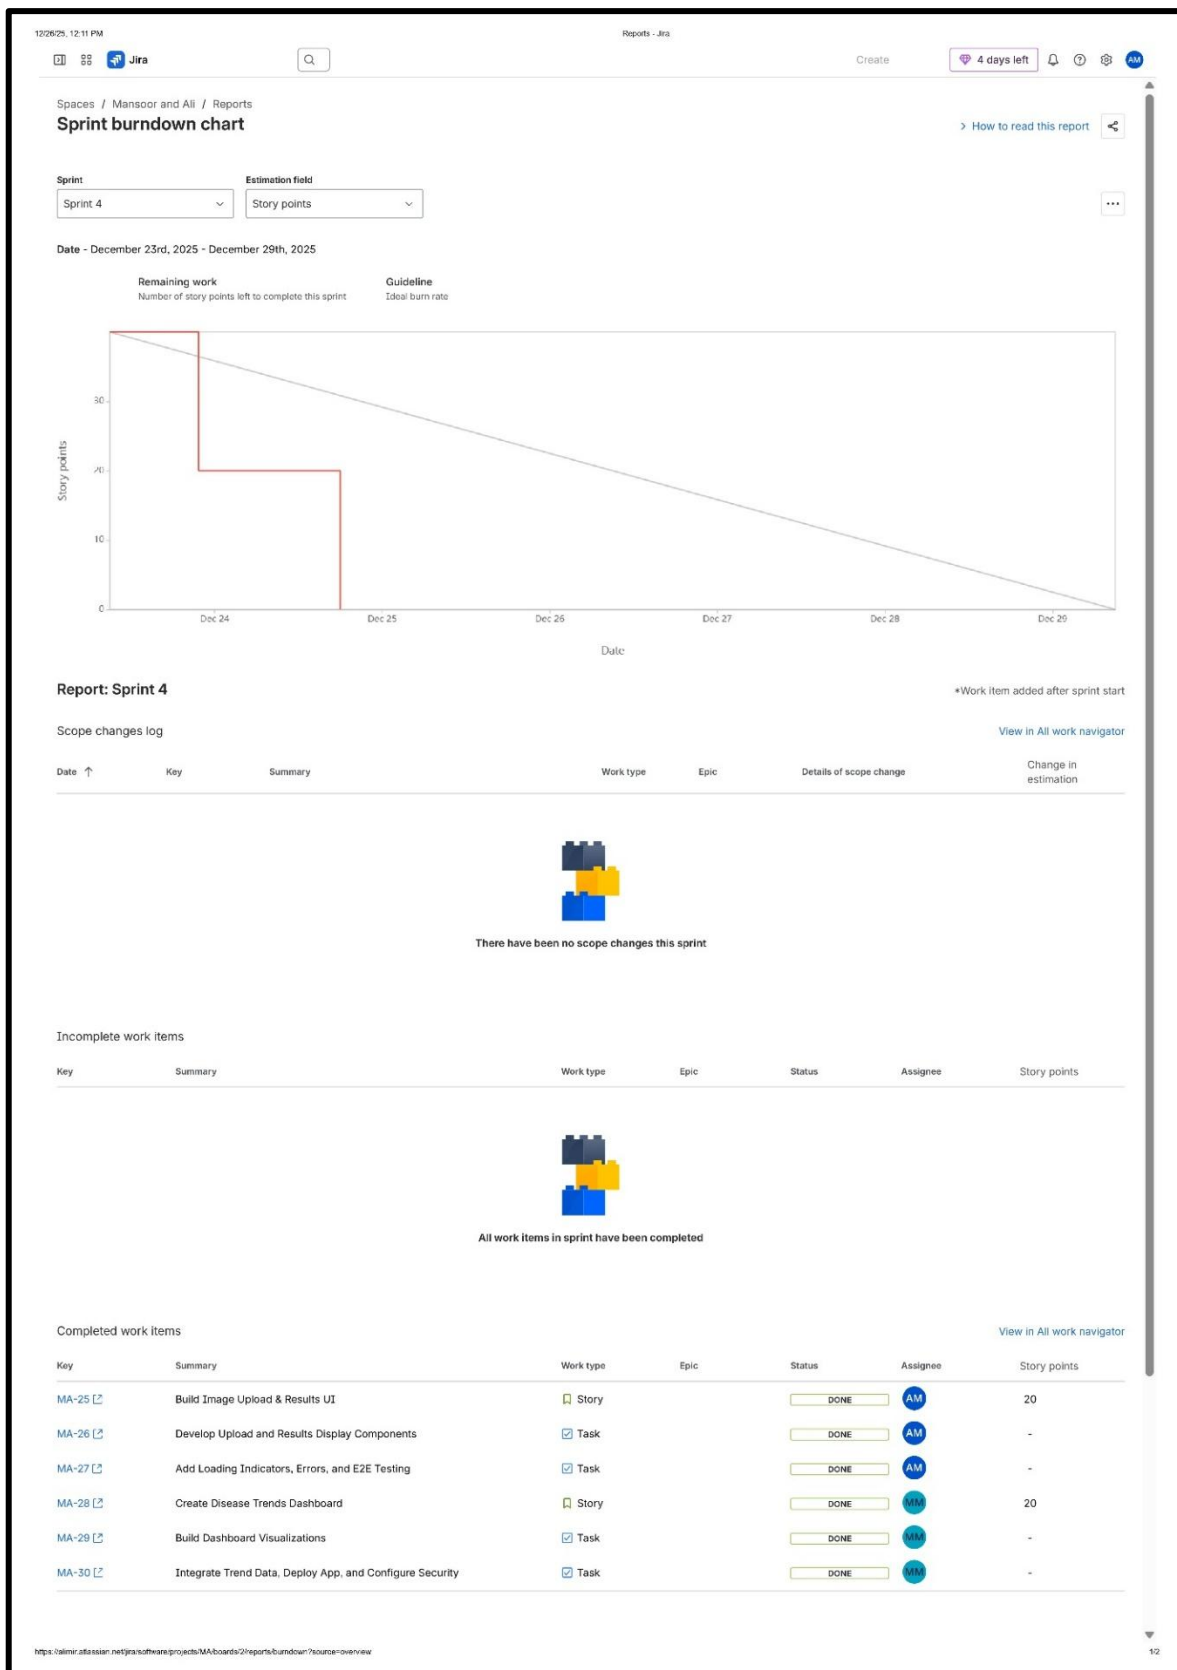 12/26/25, 12:11 PM Reports - Jira
Jira Create 4 days left AM
Spaces / Mansoor and Ali / Reports
Sprint burndown chart
How to read this report
Sprint Estimation field
Sprint 4 Story points
Date - December 23rd, 2025 - December 29th, 2025
Remaining work Guideline
Number of story points left to complete this sprint Ideal burn rate
30
20
10
0
Story points
Dec 24 Dec 25 Dec 26 Dec 27 Dec 28 Dec 29
Date
Report: Sprint 4 *Work item added after sprint start
Scope changes log View in All work navigator
Date ↑ Key Summary Work type Epic Details of scope change Change in
estimation
There have been no scope changes this sprint
Incomplete work items
Key Summary Work type Epic Status Assignee Story points
All work items in sprint have been completed
Completed work items View in All work navigator
Key Summary Work type Epic Status Assignee Story points
MA-25 Build Image Upload & Results UI Story DONE AM 20
MA-26 Develop Upload and Results Display Components Task DONE AM -
MA-27 Add Loading Indicators, Errors, and E2E Testing Task DONE AM -
MA-28 Create Disease Trends Dashboard Story DONE MM 20
MA-29 Build Dashboard Visualizations Task DONE MM -
MA-30 Integrate Trend Data, Deploy App, and Configure Security Task DONE MM -
https://alimir.atlassian.net/jira/software/projects/MA/boards/2/reports/burndown?source=overview 1/2